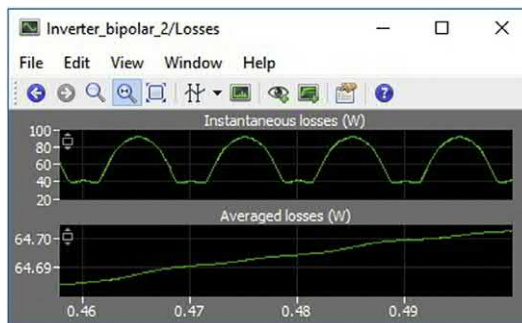 Inverter_bipolar_2/Losses
File Edit View Window Help
Instantaneous losses (W)
100
80
60
40
20
Averaged losses (W)
64.70
64.69
0.46 0.47 0.48 0.49